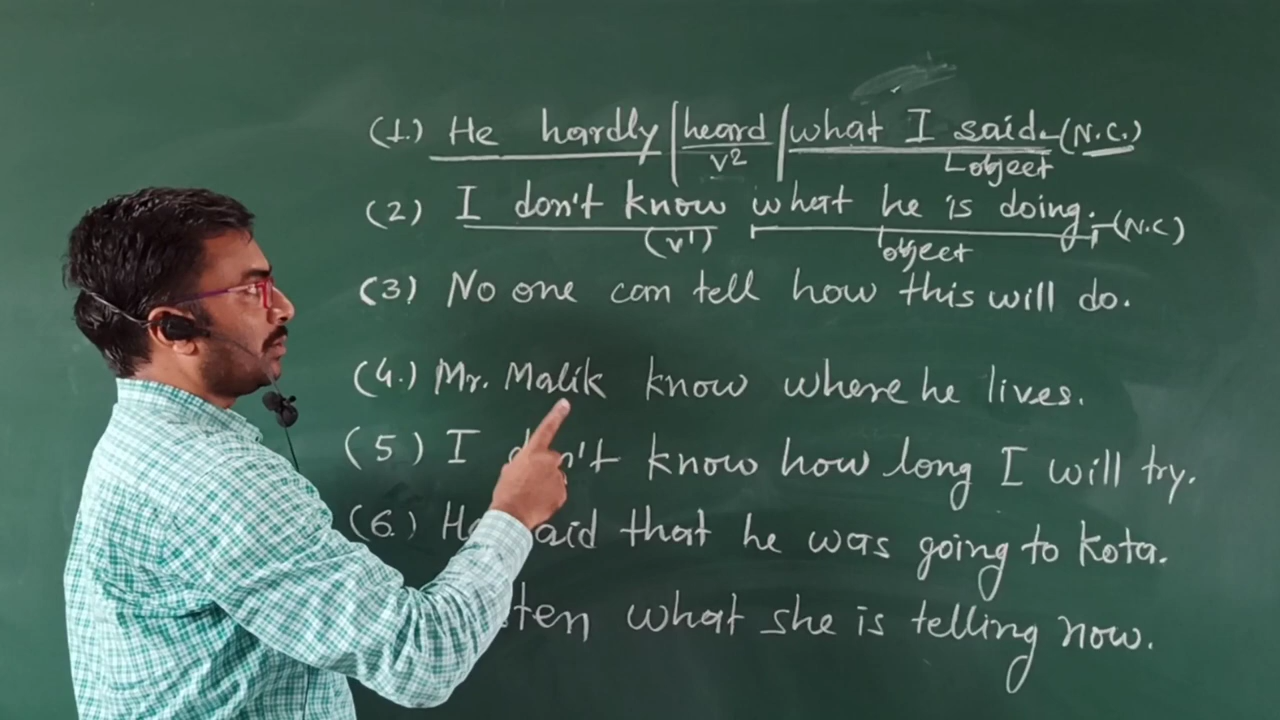 (1.) He hardly | heard | what I said. (N.C.)
v2 object
(2) I don't know what he is doing. (N.C)
(v1) object
(3) No one can tell how this will do.
(4.) Mr. Malik know where he lives.
(5) I know how long I will try.
(6.) that he was going to Kota.
what she is telling now.